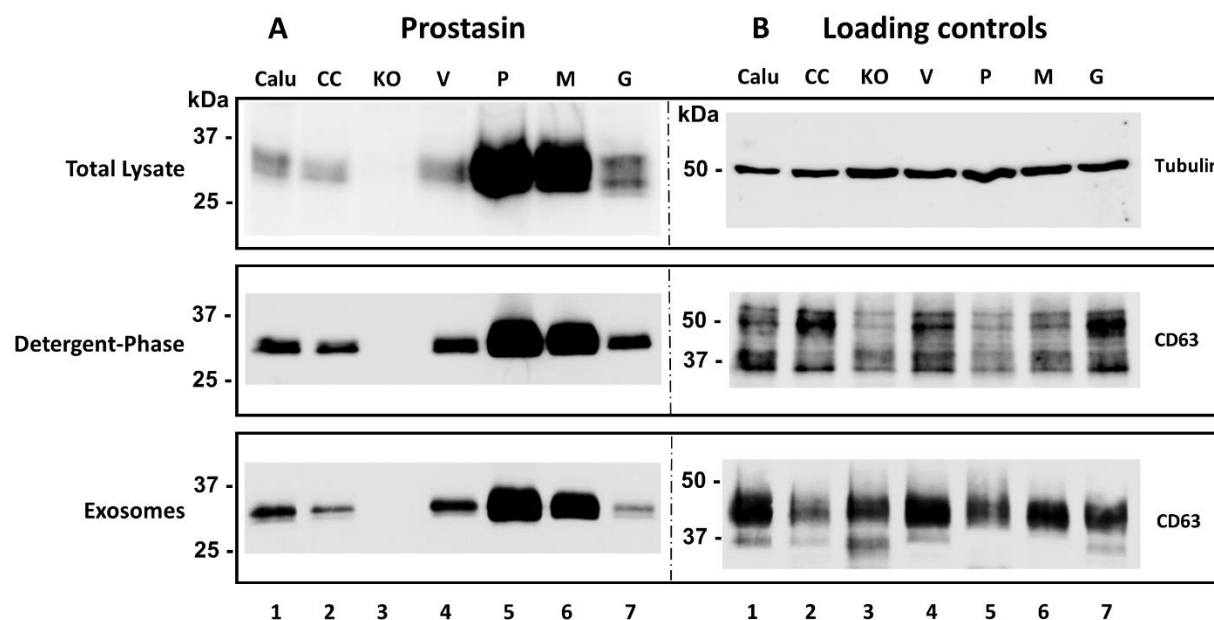 A Prostasin B Loading controls
Calu CC KO V P M G Calu CC KO V P M G
kDa kDa
37 -
Total Lysate 50 - Tubulin
25 -
37 - 50 -
Detergent-Phase CD63
25 - 37 -
37 - 50 -
Exosomes CD63
25 - 37 -
1 2 3 4 5 6 7 1 2 3 4 5 6 7